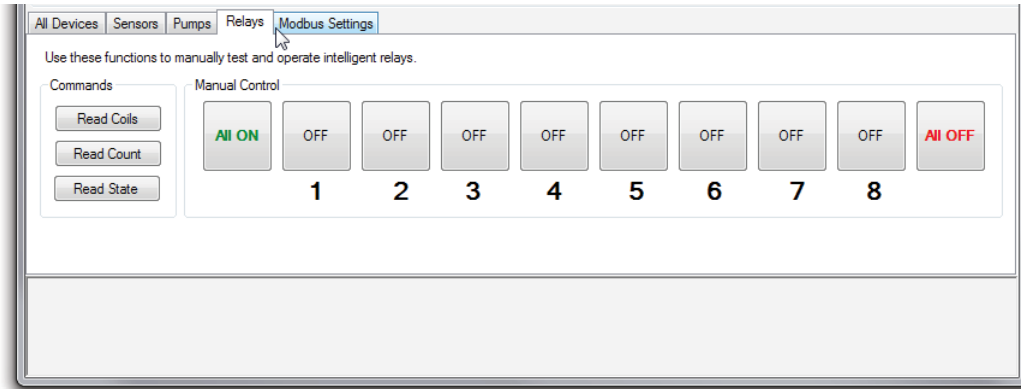 All Devices Sensors Pumps Relays Modbus Settings
Use these functions to manually test and operate intelligent relays.
Commands
Read Coils
Read Count
Read State
Manual Control
All ON OFF OFF OFF OFF OFF OFF OFF OFF All OFF
1 2 3 4 5 6 7 8